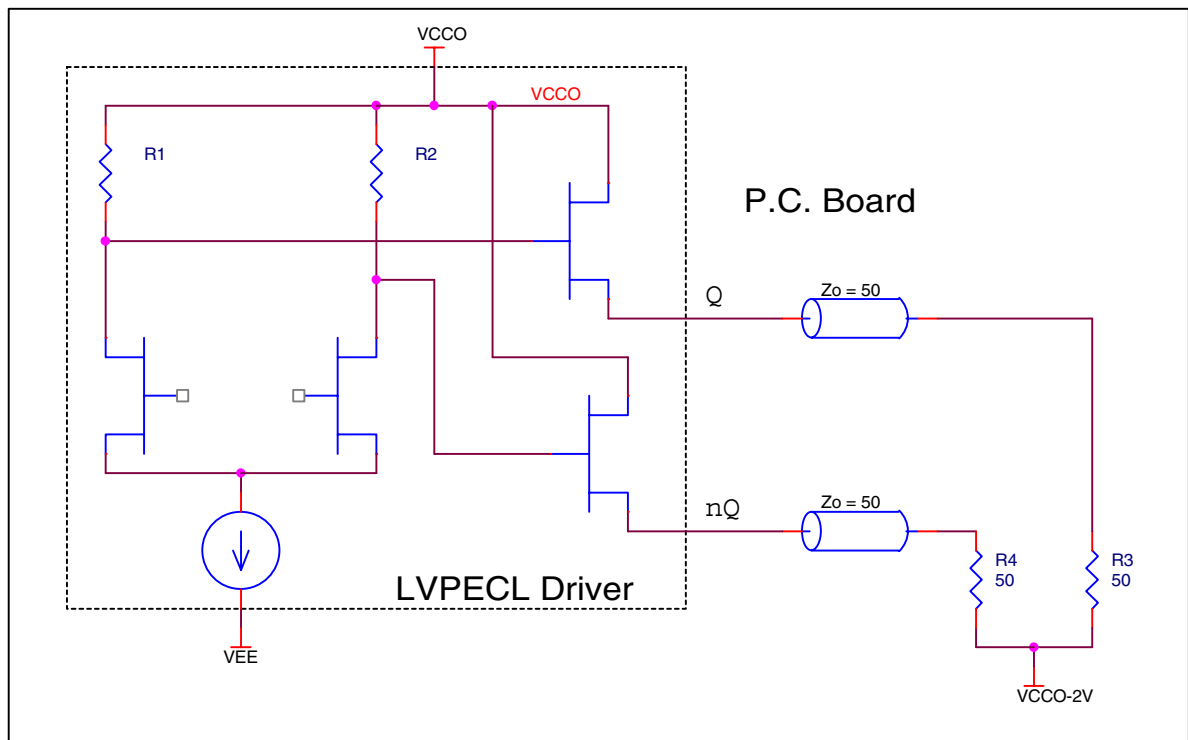 VCCO
VCCO
R1
R2
P.C. Board
Q
Zo = 50
nQ
Zo = 50
R4
50
R3
50
LVPECL Driver
VEE
VCCO-2V